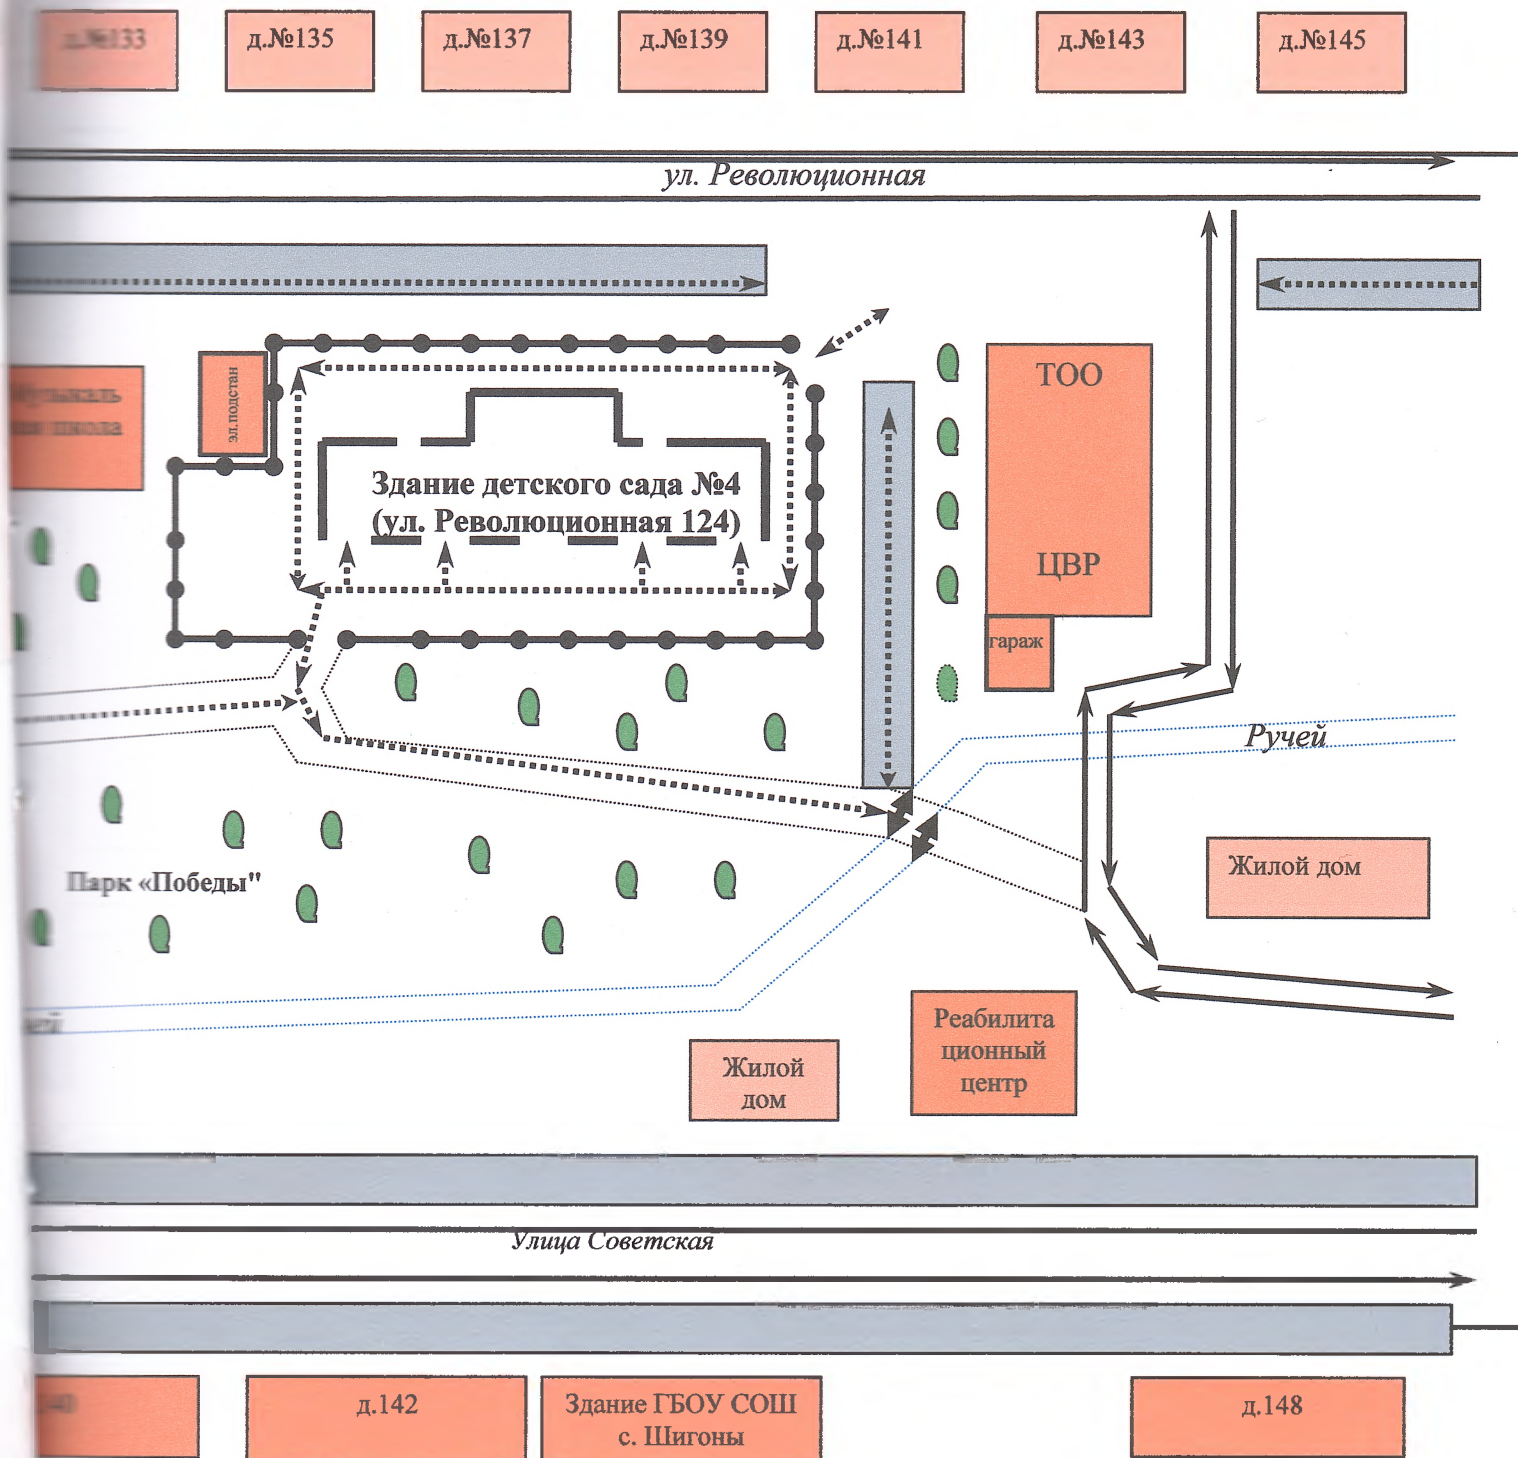 д.№133
д.№135
д.№137
д.№139
д.№141
д.№143
д.№145
ул. Революционная
эл.подстан
школа
ТОО
Здание детского сада №4
(ул. Революционная 124)
ЦВР
гараж
Ручей
Жилой дом
Парк «Победы"
Реабилита
ционный
центр
Жилой
дом
Улица Советская
д.142
Здание ГБОУ СОШ
с. Шигоны
д.148